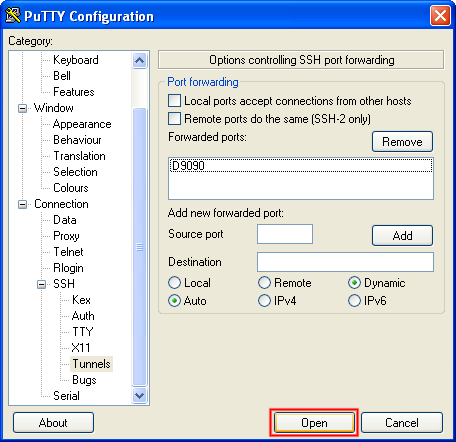 PuTTY Configuration
Category:
Keyboard
Bell
Features
Window
Appearance
Behaviour
Translation
Selection
Colours
Connection
Data
Proxy
Telnet
Rlogin
SSH
Kex
Auth
TTY
X11
Tunnels
Bugs
Serial
Options controlling SSH port forwarding
Port forwarding
Local ports accept connections from other hosts
Remote ports do the same (SSH-2 only)
Forwarded ports:
Remove
D9090
Add new forwarded port:
Source port
Add
Destination
Local Remote Dynamic
Auto IPv4 IPv6
About Open Cancel